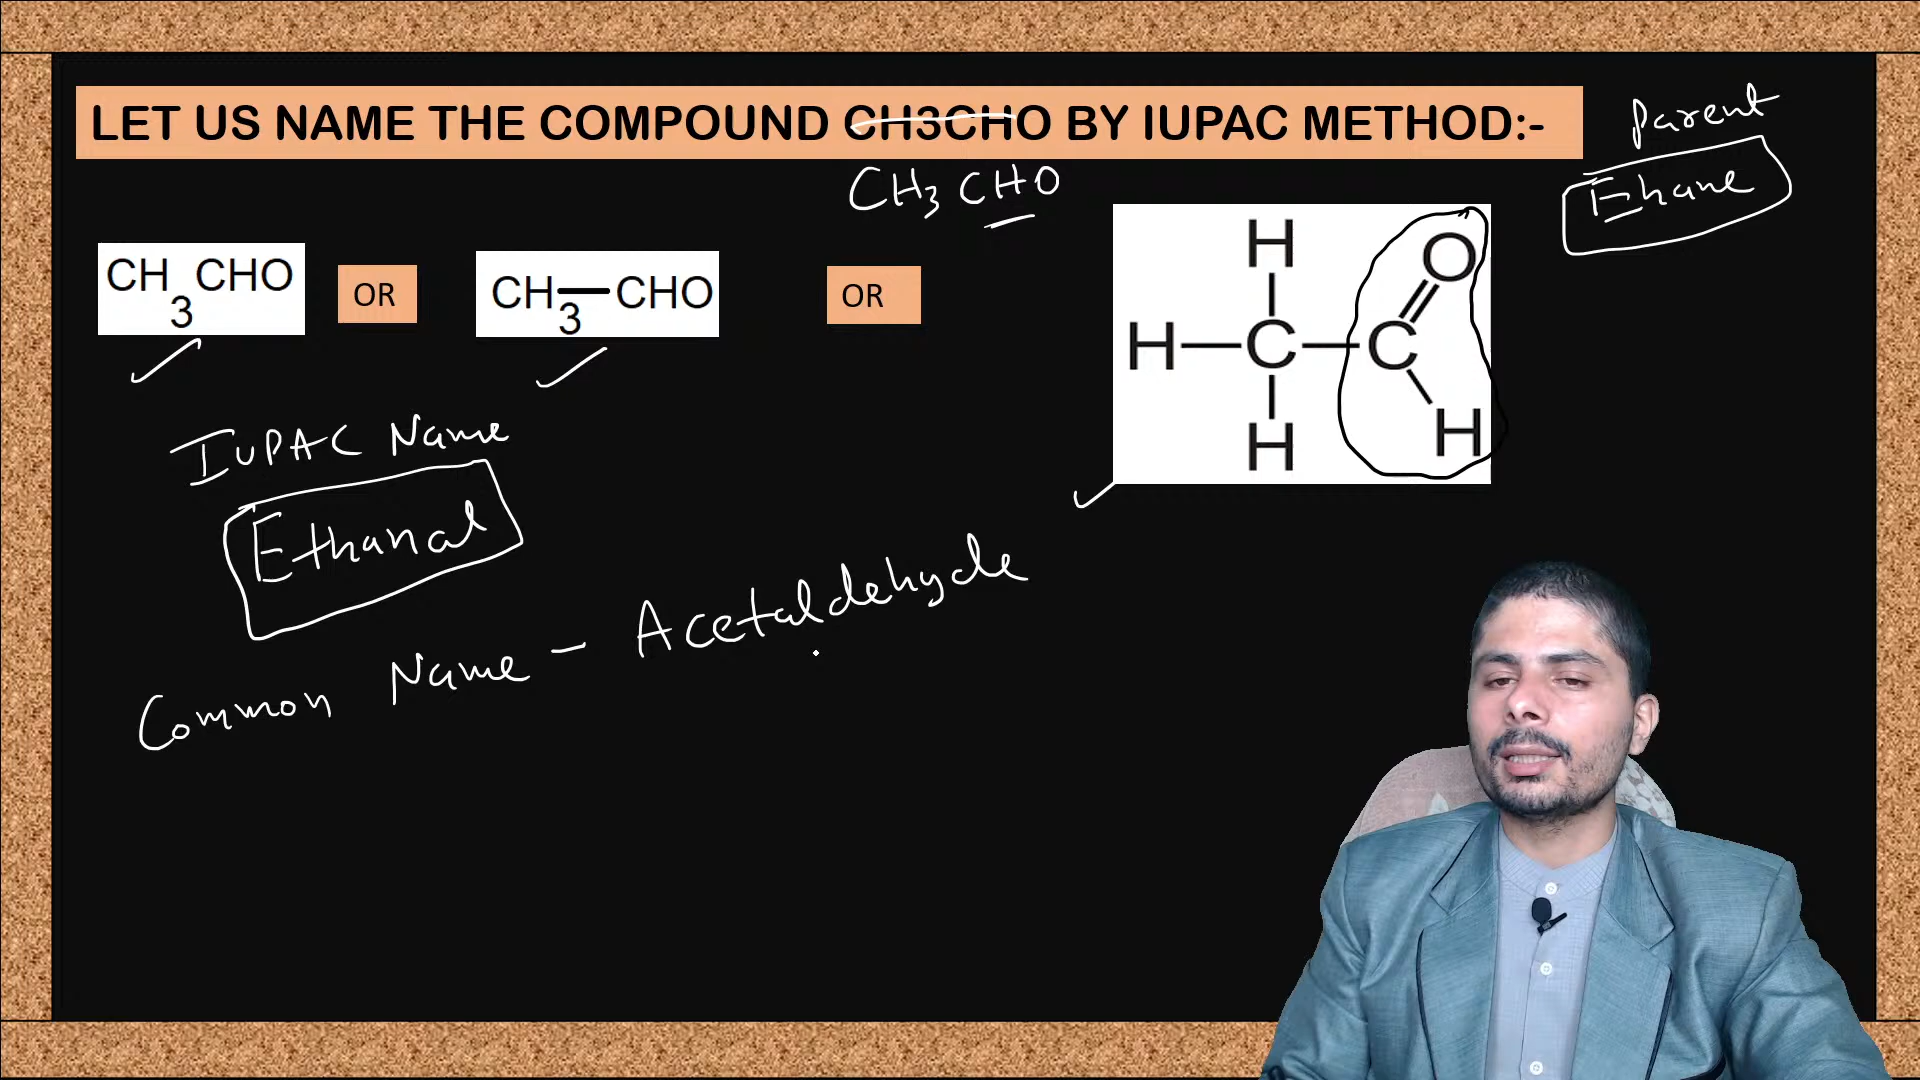 LET US NAME THE COMPOUND CH3CHO BY IUPAC METHOD:-
Parent
Ehane
CH3 CHO
CH3CHO
OR
CH3—CHO
OR
H
O
H—C—C
H
H
IUPAC Name
Ethanal
Common Name – Acetaldehyde